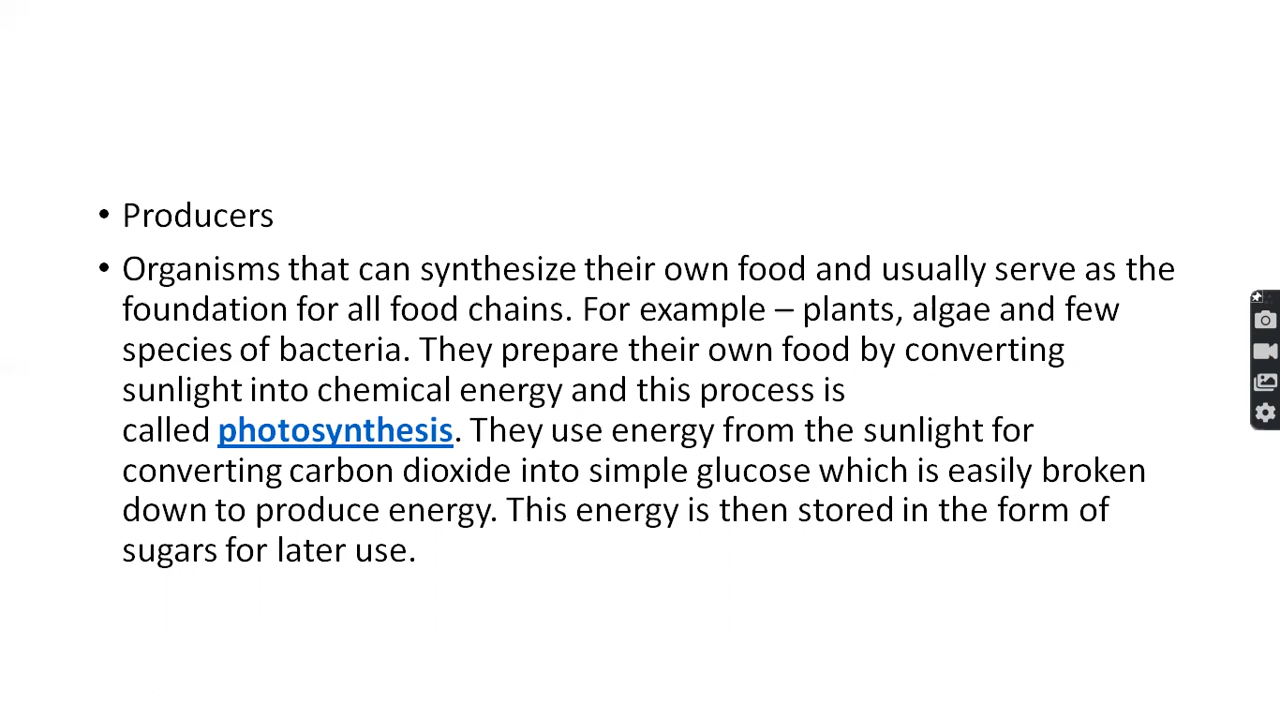 • Producers
• Organisms that can synthesize their own food and usually serve as the
foundation for all food chains. For example – plants, algae and few
species of bacteria. They prepare their own food by converting
sunlight into chemical energy and this process is
called photosynthesis. They use energy from the sunlight for
converting carbon dioxide into simple glucose which is easily broken
down to produce energy. This energy is then stored in the form of
sugars for later use.